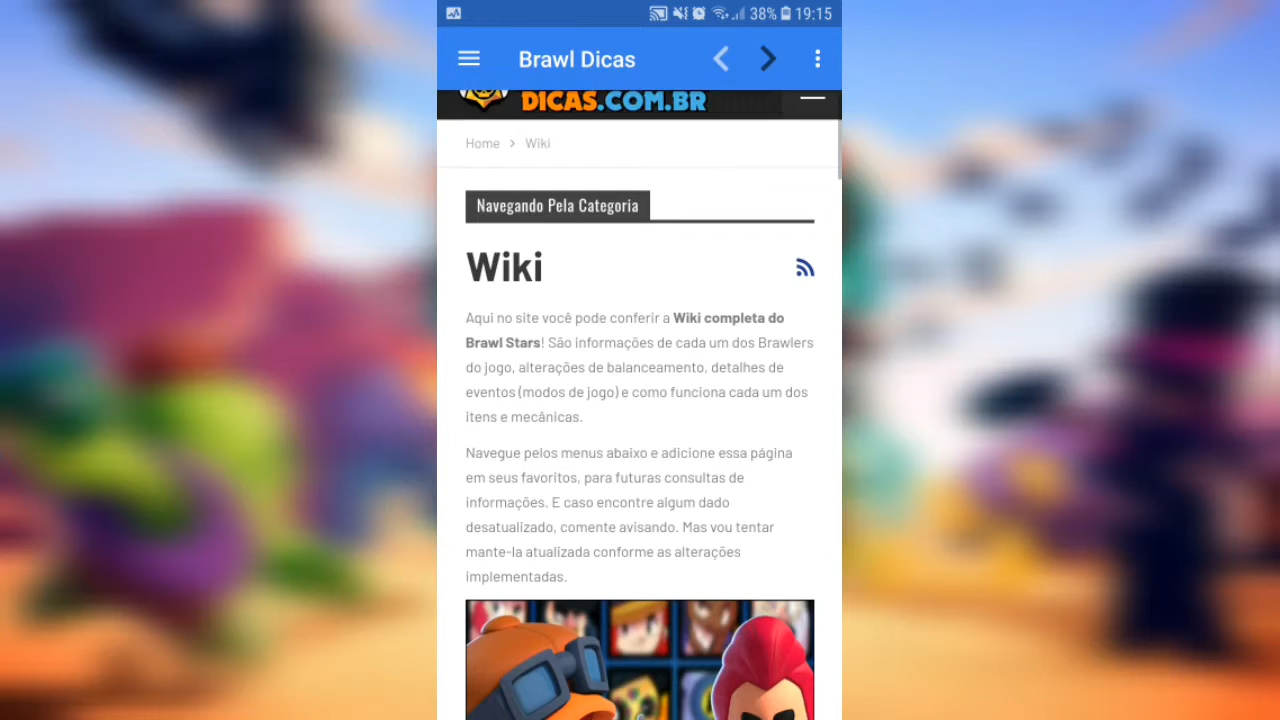 38% 19:15
Brawl Dicas
DICAS.COM.BR
Home > Wiki
Navegando Pela Categoria
Wiki
Aqui no site você pode conferir a Wiki completa do
Brawl Stars! São informações de cada um dos Brawlers
do jogo, alterações de balanceamento, detalhes de
eventos (modos de jogo) e como funciona cada um dos
itens e mecânicas.
Navegue pelos menus abaixo e adicione essa página
em seus favoritos, para futuras consultas de
informações. E caso encontre algum dado
desatualizado, comente avisando. Mas vou tentar
mante-la atualizada conforme as alterações
implementadas.